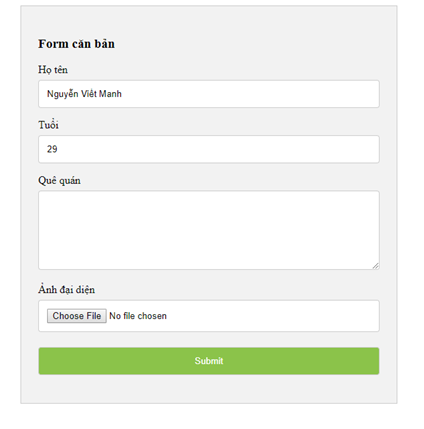 Form căn bản
Họ tên
Nguyễn Viết Mạnh
Tuổi
29
Quê quán
Ảnh đại diện
Choose File No file chosen
Submit